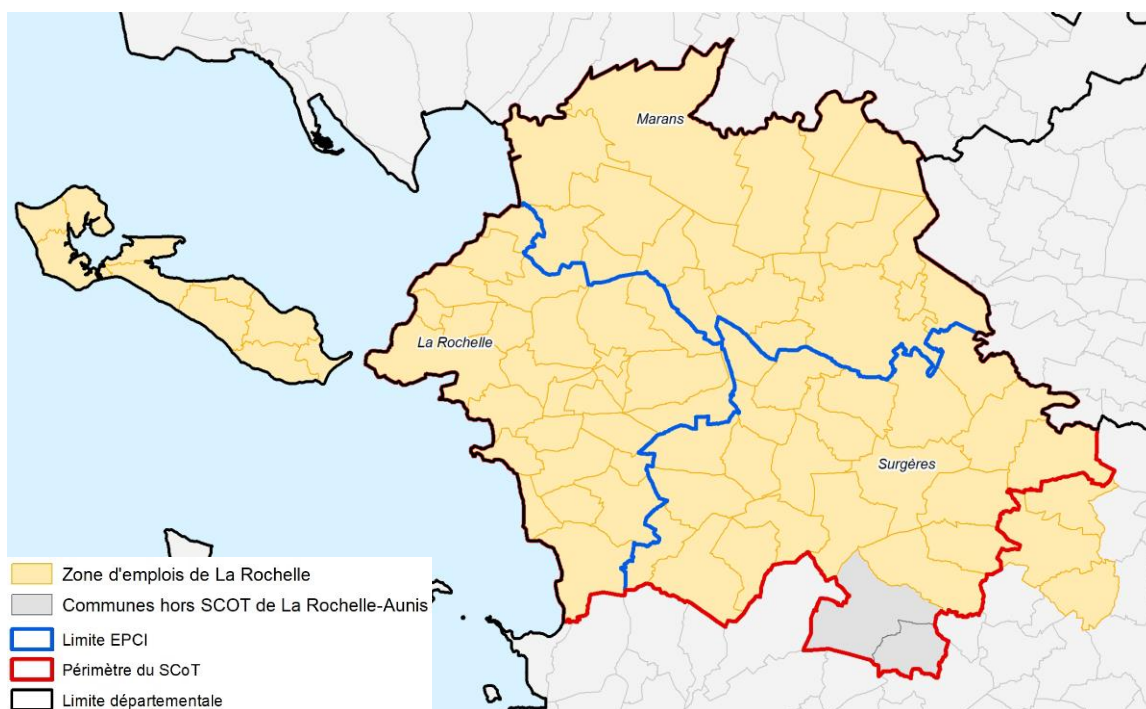 Marans
La Rochelle
Surgères
Zone d'emplois de La Rochelle
Communes hors SCOT de La Rochelle-Aunis
Limite EPCI
Périmètre du SCoT
Limite départementale